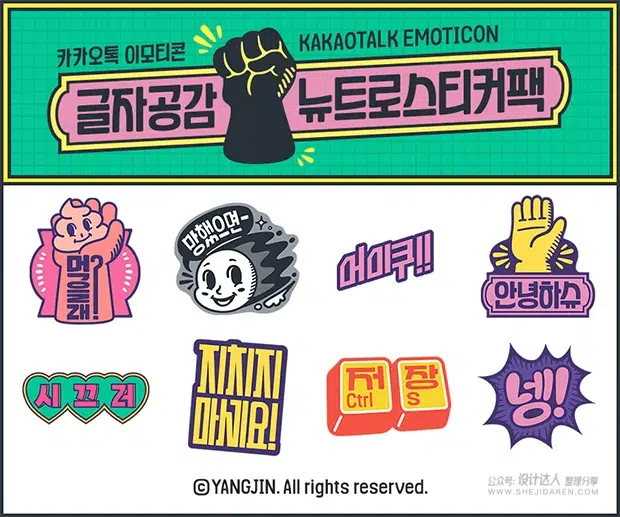 카카오톡 이모티콘
KAKAOTALK EMOTICON
글자공감
뉴트로스티커팩
먹을래?!
망했으면-
어이쿠!!
안녕하슈
시끄러
지치지
마세요!
저장
Ctrl S
넹!
©YANGJIN. All rights reserved.
公众号: 设计达人 整理分享
WWW.SHEJIDAREN.COM